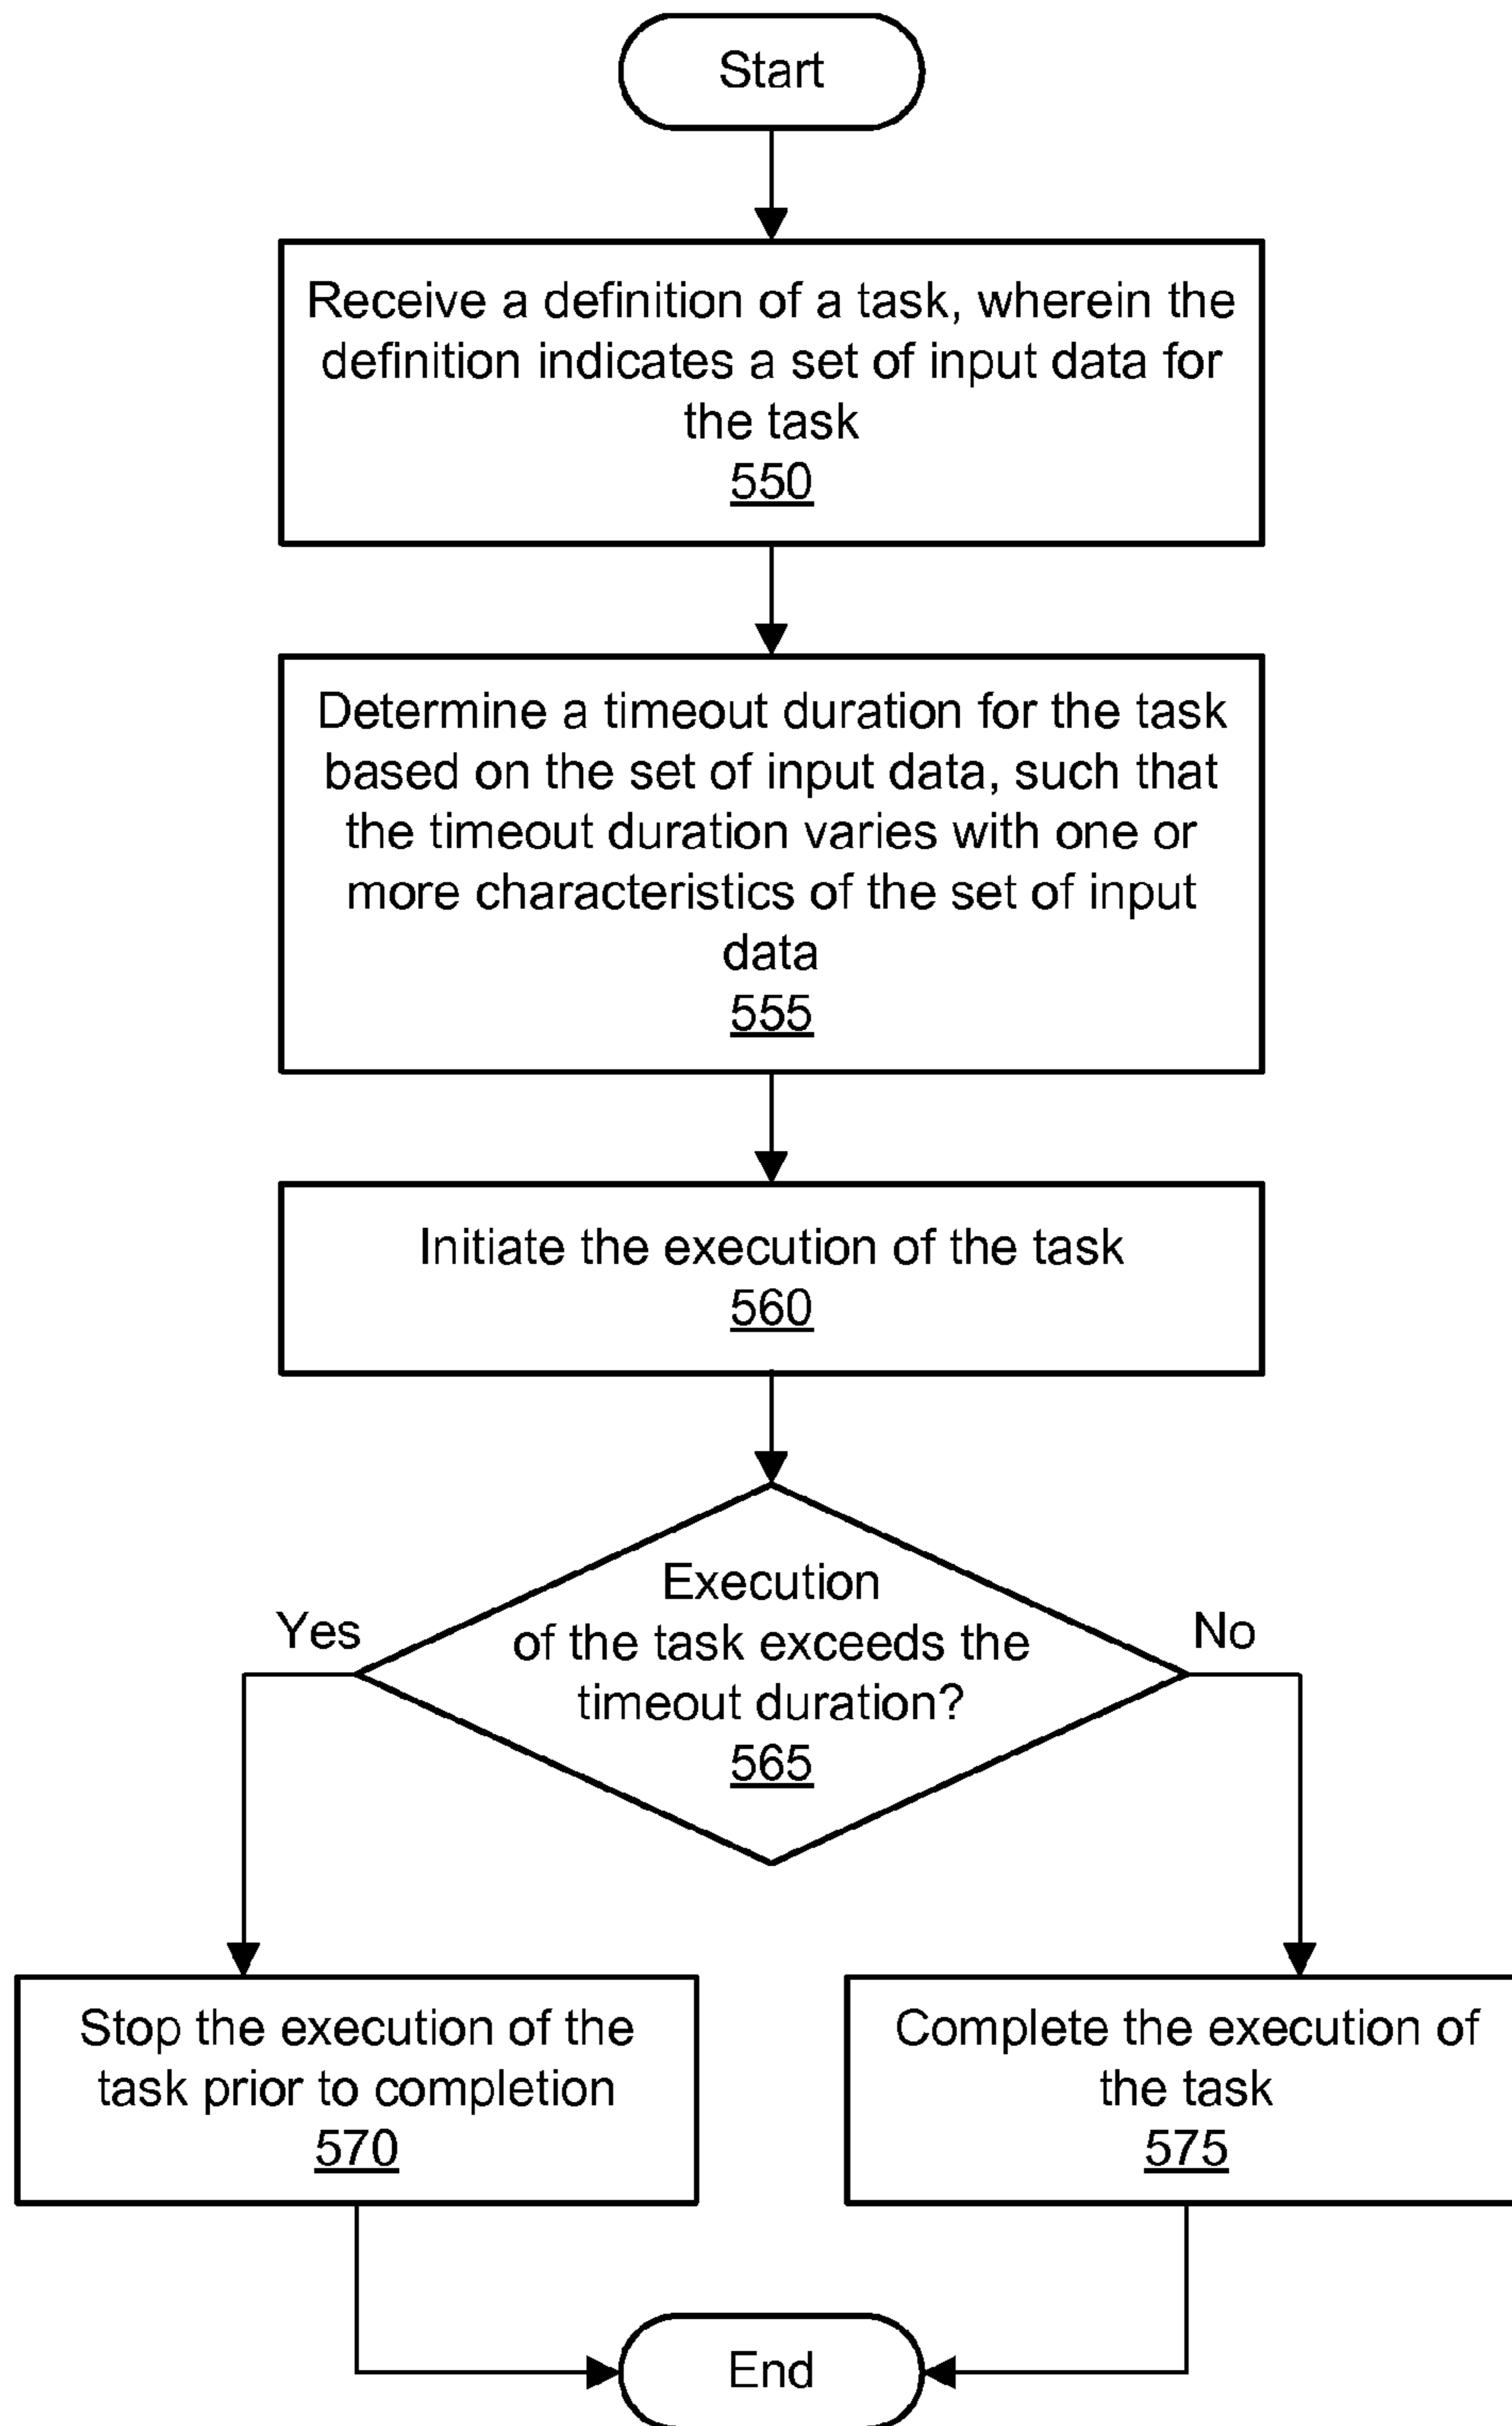 Start
Receive a definition of a task, wherein the
definition indicates a set of input data for
the task
550
Determine a timeout duration for the task
based on the set of input data, such that
the timeout duration varies with one or
more characteristics of the set of input
data
555
Initiate the execution of the task
560
Execution
of the task exceeds the
timeout duration?
565
Yes
No
Stop the execution of the
task prior to completion
570
Complete the execution of
the task
575
End